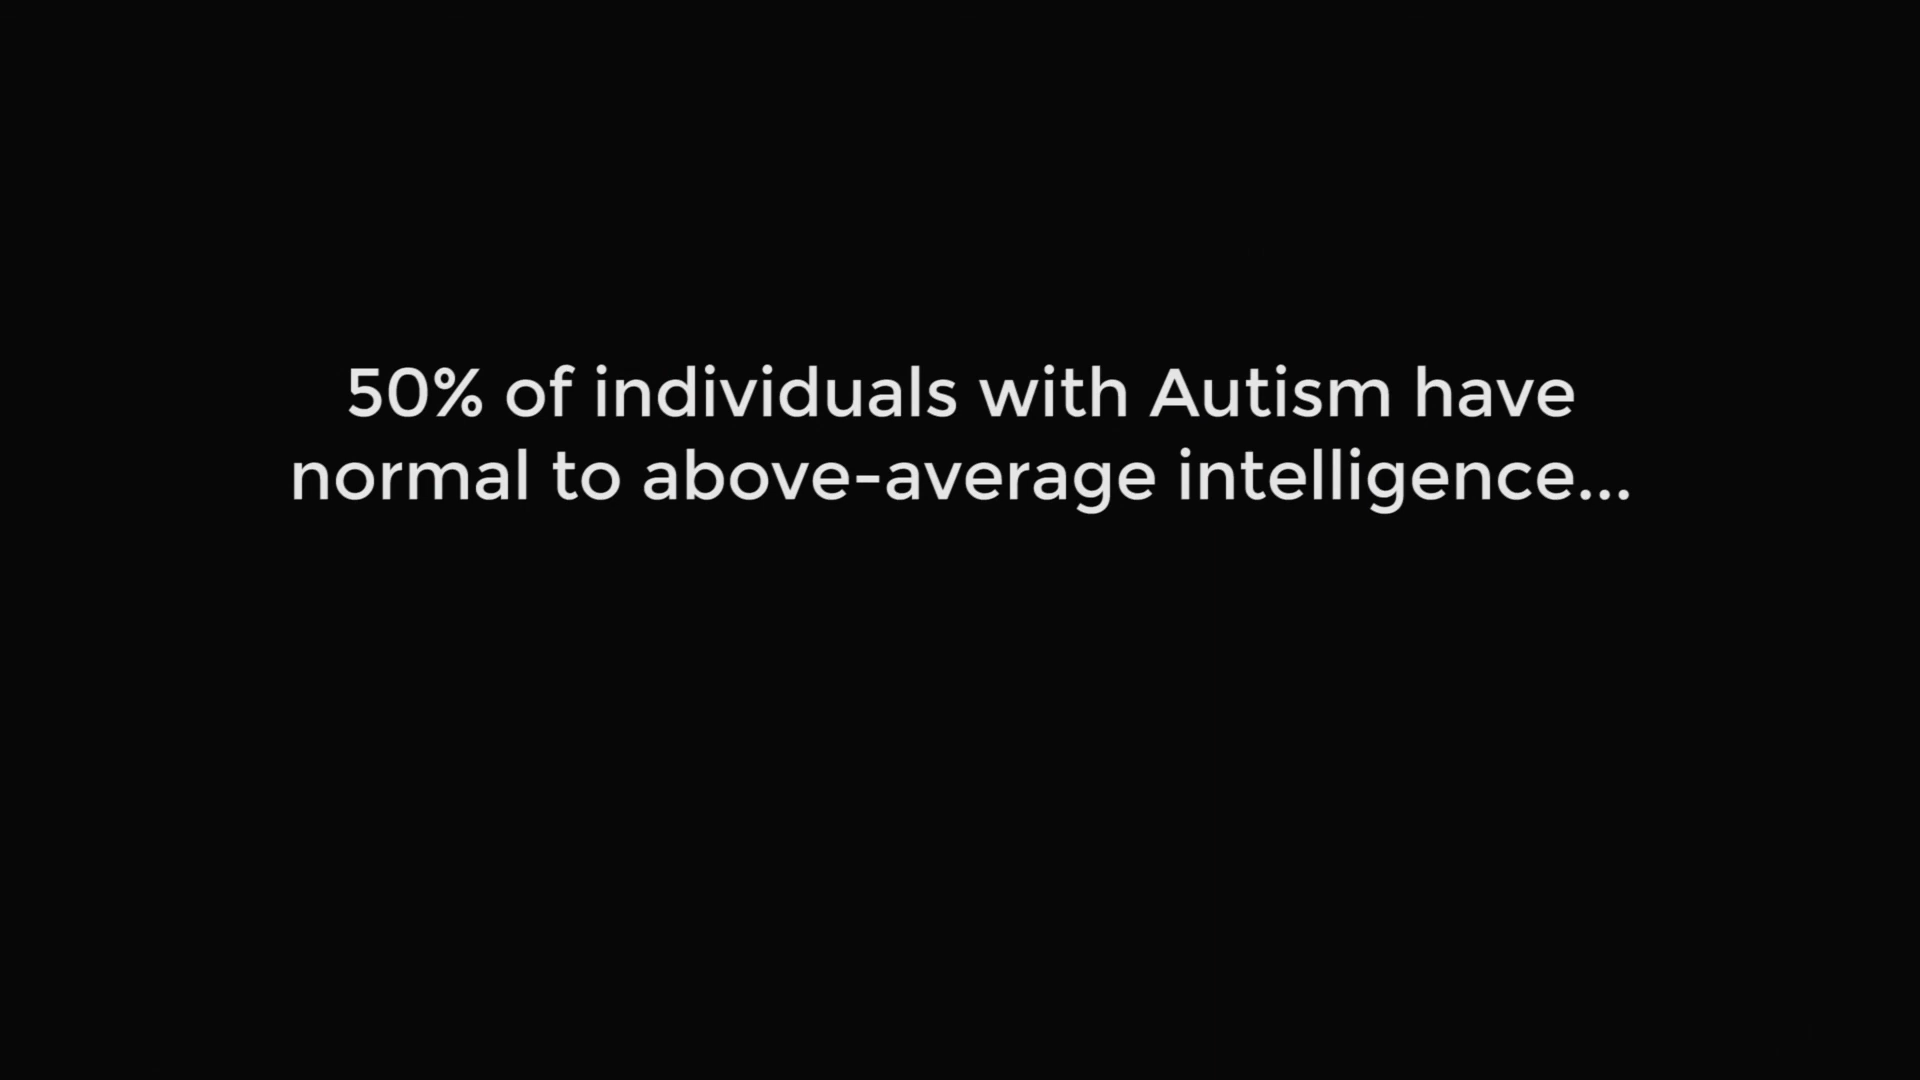 50% of individuals with Autism have
normal to above-average intelligence...